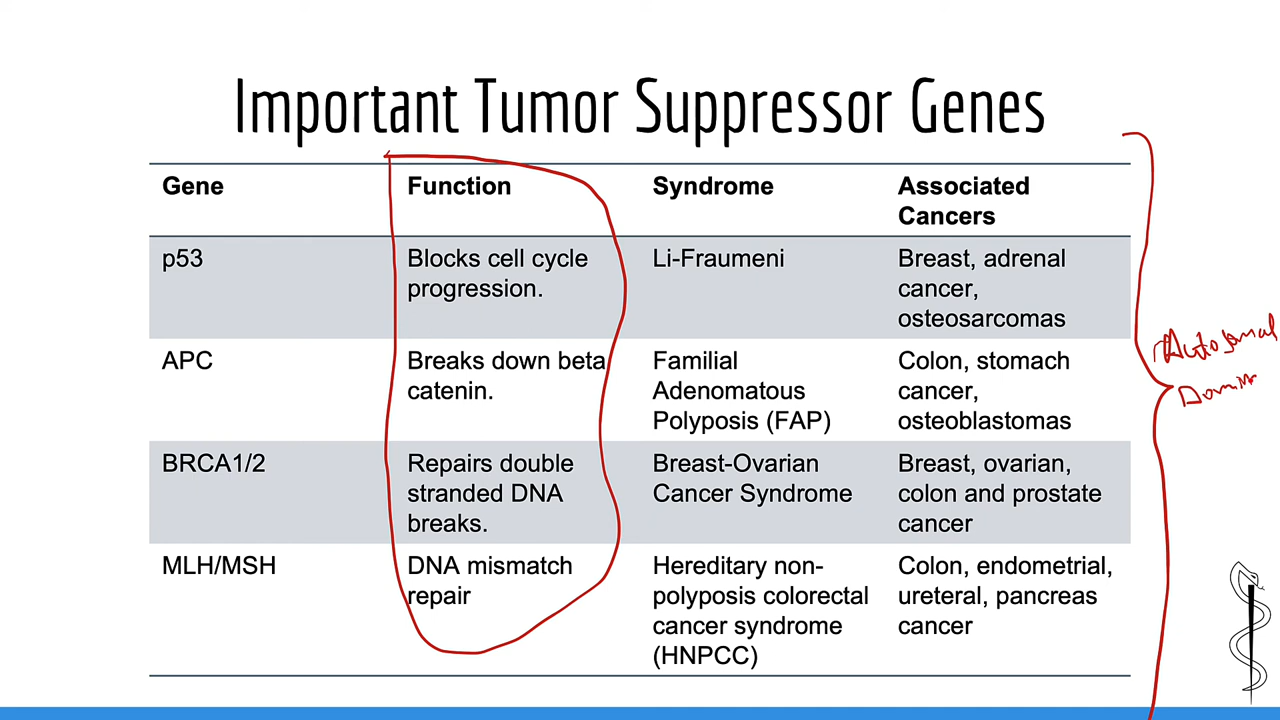 Important Tumor Suppressor Genes
Gene
Function
Syndrome
Associated
Cancers
p53
Blocks cell cycle
progression.
Li-Fraumeni
Breast, adrenal
cancer,
osteosarcomas
APC
Breaks down beta
catenin.
Familial
Adenomatous
Polyposis (FAP)
Colon, stomach
cancer,
osteoblastomas
BRCA1/2
Repairs double
stranded DNA
breaks.
Breast-Ovarian
Cancer Syndrome
Breast, ovarian,
colon and prostate
cancer
MLH/MSH
DNA mismatch
repair
Hereditary non-
polyposis colorectal
cancer syndrome
(HNPCC)
Colon, endometrial,
ureteral, pancreas
cancer
Autosomal